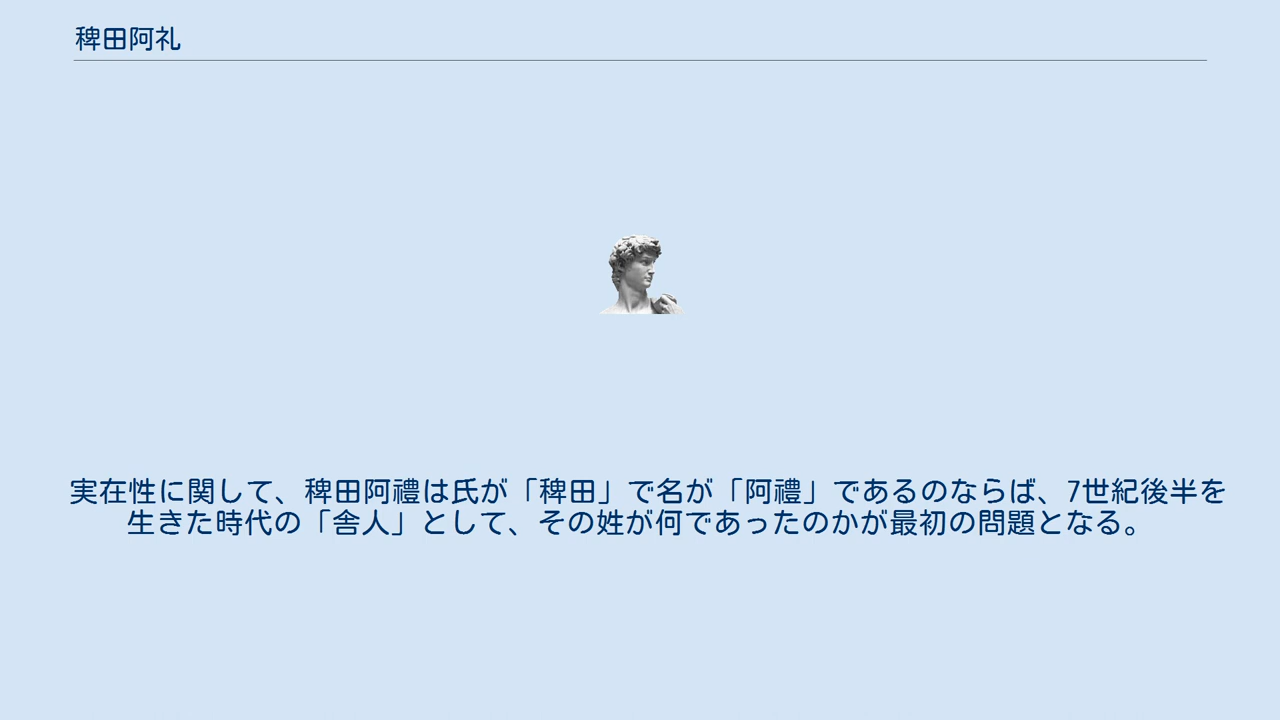 稗田阿礼
実在性に関して、稗田阿禮は氏が「稗田」で名が「阿禮」であるのならば、7世紀後半を
生きた時代の「舎人」として、その姓が何であったのかが最初の問題となる。